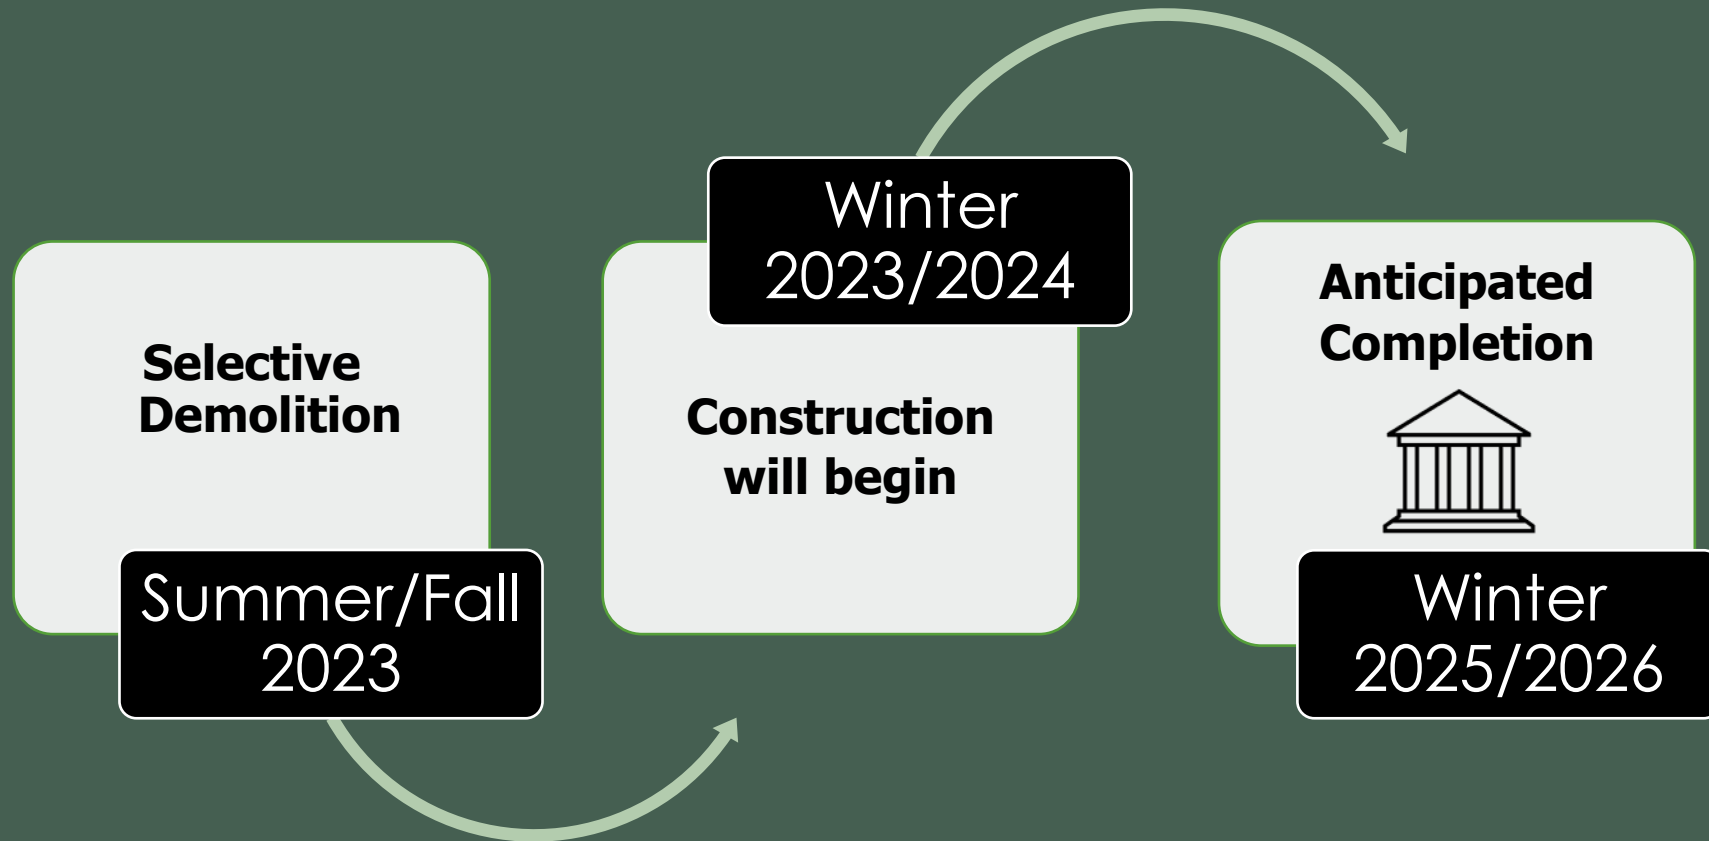 Selective
Demolition
Summer/Fall
2023
Winter
2023/2024
Construction
will begin
Anticipated
Completion
Winter
2025/2026